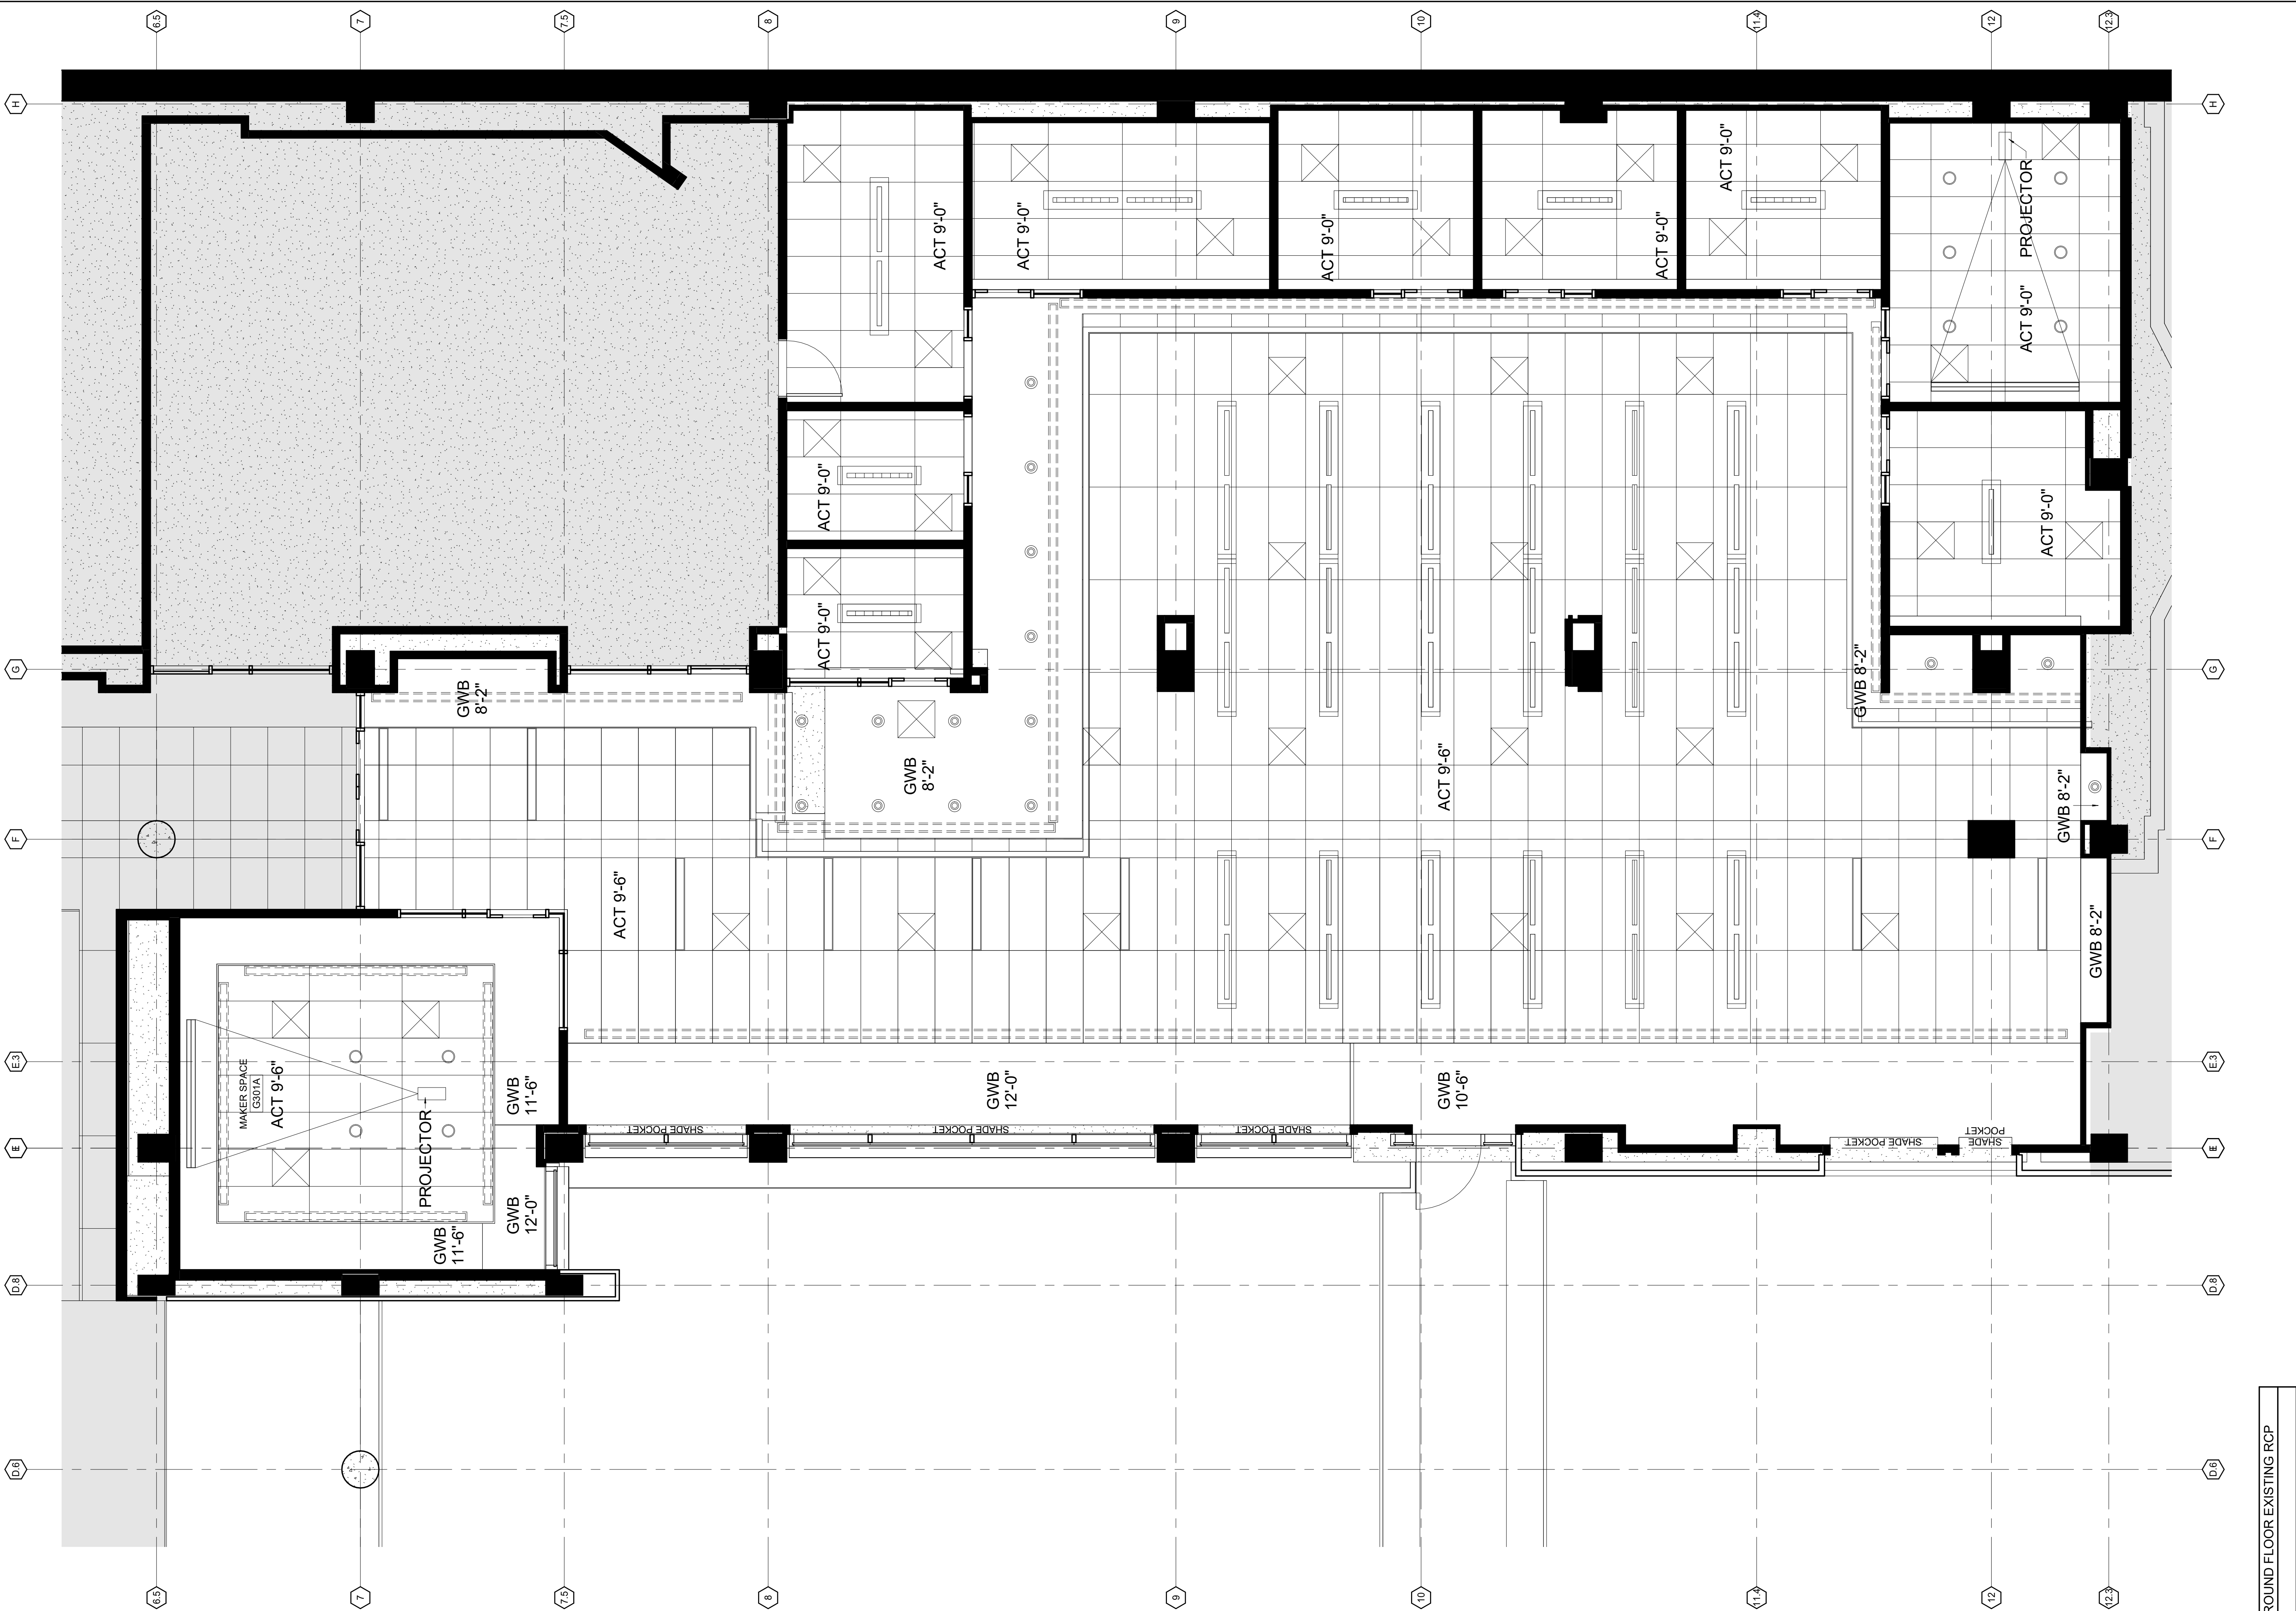 6.5
7
7.5
8
9
10
11.4
12
12.3
H
H
ACT 9'-0"
ACT 9'-0"
ACT 9'-0"
ACT 9'-0"
ACT 9'-0"
PROJECTOR
ACT 9'-0"
ACT 9'-0"
ACT 9'-0"
ACT 9'-0"
G
G
GWB
8'-2"
GWB
8'-2"
GWB 8'-2"
ACT 9'-6"
GWB 8'-2"
F
F
ACT 9'-6"
GWB 8'-2"
E.3
E.3
MAKER SPACE
G301A
ACT 9'-6"
PROJECTOR
GWB
11'-6"
GWB
12'-0"
GWB
10'-6"
E
E
SHADE POCKET
SHADE POCKET
SHADE POCKET
SHADE POCKET
SHADE
POCKET
GWB
11'-6"
GWB
12'-0"
D.8
D.8
D.6
D.6
6.5
7
7.5
8
9
10
11.4
12
12.3
ROUND FLOOR EXISTING RCP